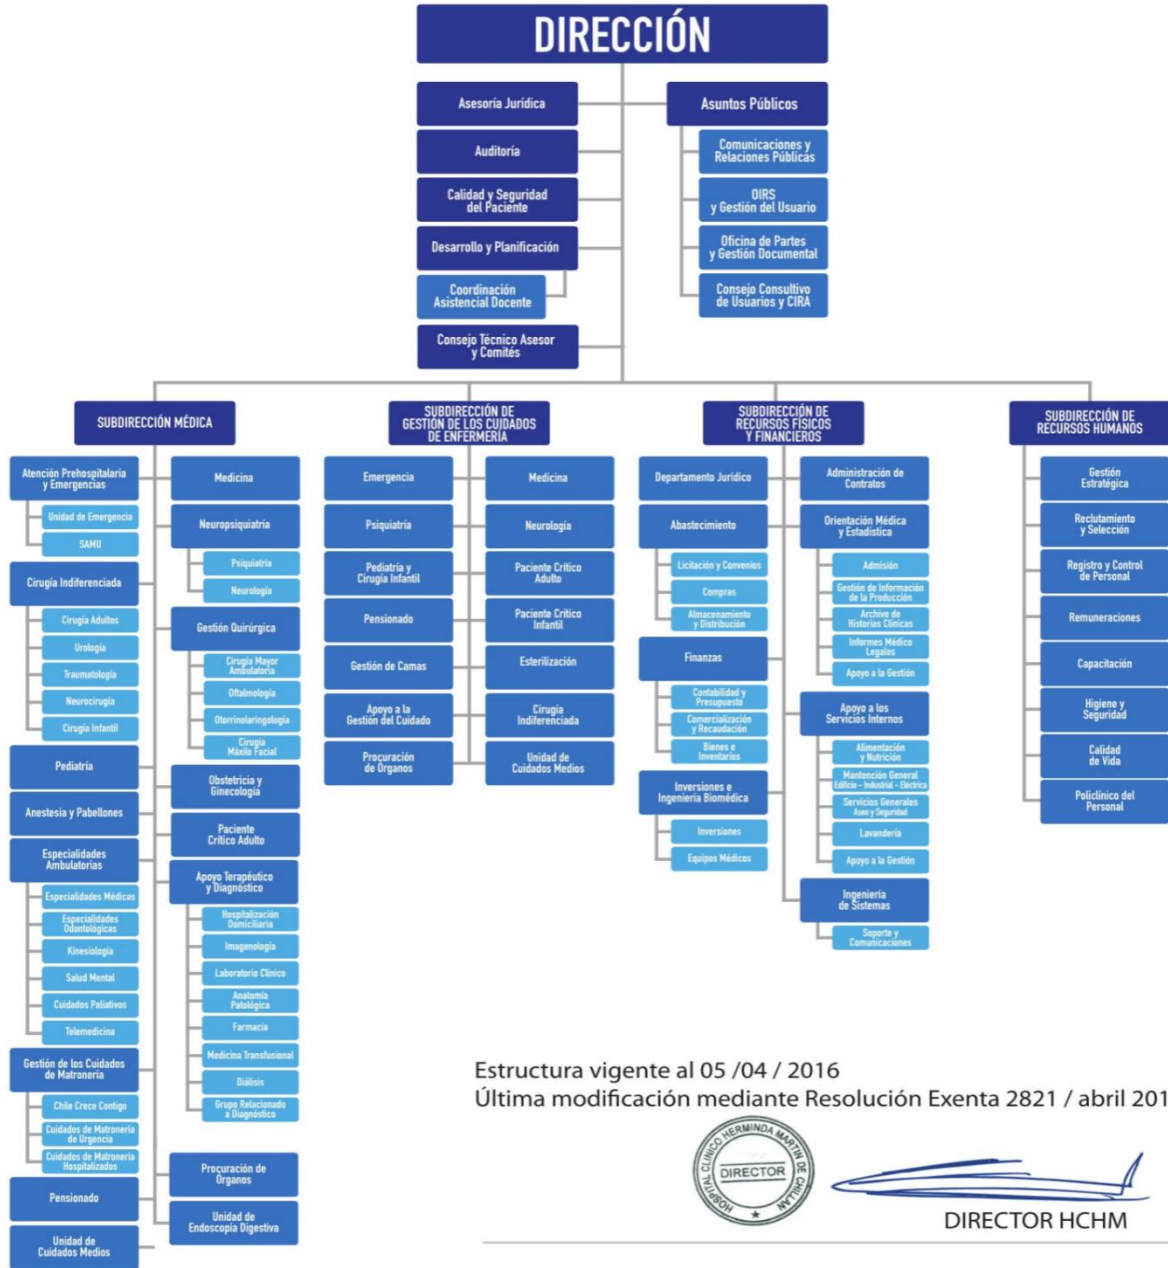 DIRECCIÓN
Asesoría Jurídica
Asuntos Públicos
Auditoría
Comunicaciones y
Relaciones Públicas
Calidad y Seguridad
del Paciente
OIRS
y Gestión del Usuario
Desarrollo y Planificación
Oficina de Partes
y Gestión Documental
Coordinación
Asistencial Docente
Consejo Consultivo
de Usuarios y CIRA
Consejo Técnico Asesor
y Comités
SUBDIRECCIÓN MÉDICA
Atención Prehospitalaria
y Emergencias
Unidad de Emergencia
SAMU
Cirugía Indiferenciada
Cirugía Adultos
Urología
Traumatología
Neurocirugía
Cirugía Infantil
Pediatría
Anestesia y Pabellones
Especialidades
Ambulatorias
Especialidades Médicas
Especialidades
Odontológicas
Kinesiología
Salud Mental
Cuidados Paliativos
Telemedicina
Gestión de los Cuidados
de Matronería
Chile Crece Contigo
Cuidados de Matronería
de Urgencia
Cuidados de Matronería
Hospitalizados
Pensionado
Unidad de
Cuidados Medios
Medicina
Neuropsiquiatría
Psiquiatría
Neurología
Gestión Quirúrgica
Cirugía Mayor
Ambulatoria
Oftalmología
Otorrinolaringología
Cirugía
Máxilo Facial
Obstetricia y
Ginecología
Paciente
Crítico Adulto
Apoyo Terapéutico
y Diagnóstico
Hospitalización
Domiciliaria
Imagenología
Laboratorio Clínico
Anatomía
Patológica
Farmacia
Medicina Transfusional
Diálisis
Grupo Relacionado
a Diagnóstico
Procuración de
Órganos
Unidad de
Endoscopía Digestiva
SUBDIRECCIÓN DE
GESTIÓN DE LOS CUIDADOS
DE ENFERMERÍA
Emergencia
Psiquiatría
Pediatría y
Cirugía Infantil
Pensionado
Gestión de Camas
Apoyo a la
Gestión del Cuidado
Procuración
de Órganos
Medicina
Neurología
Paciente Crítico
Adulto
Paciente Crítico
Infantil
Esterilización
Cirugía
Indiferenciada
Unidad de
Cuidados Medios
SUBDIRECCIÓN DE
RECURSOS FÍSICOS
Y FINANCIEROS
Departamento Jurídico
Abastecimiento
Licitación y Convenios
Compras
Almacenamiento
y Distribución
Finanzas
Contabilidad y
Presupuesto
Comercialización
y Recaudación
Bienes e
Inventarios
Inversiones e
Ingeniería Biomédica
Inversiones
Equipos Médicos
Administración de
Contratos
Orientación Médica
y Estadística
Admisión
Gestión de Información
de la Producción
Archivo de
Historias Clínicas
Informes Médico
Legales
Apoyo a la Gestión
Apoyo a los
Servicios Internos
Alimentación
y Nutrición
Mantención General
Edificio - Industrial - Eléctrica
Servicios Generales
Aseo y Seguridad
Lavandería
Apoyo a la Gestión
Ingeniería
de Sistemas
Soporte y
Comunicaciones
SUBDIRECCIÓN DE
RECURSOS HUMANOS
Gestión
Estratégica
Reclutamiento
y Selección
Registro y Control
de Personal
Remuneraciones
Capacitación
Higiene y
Seguridad
Calidad
de Vida
Policlínico del
Personal
Estructura vigente al 05 /04 / 2016
Última modificación mediante Resolución Exenta 2821 / abril 201
HOSPITAL CLINICO HERMINDA MARTIN DE CHILLAN
DIRECTOR
DIRECTOR HCHM